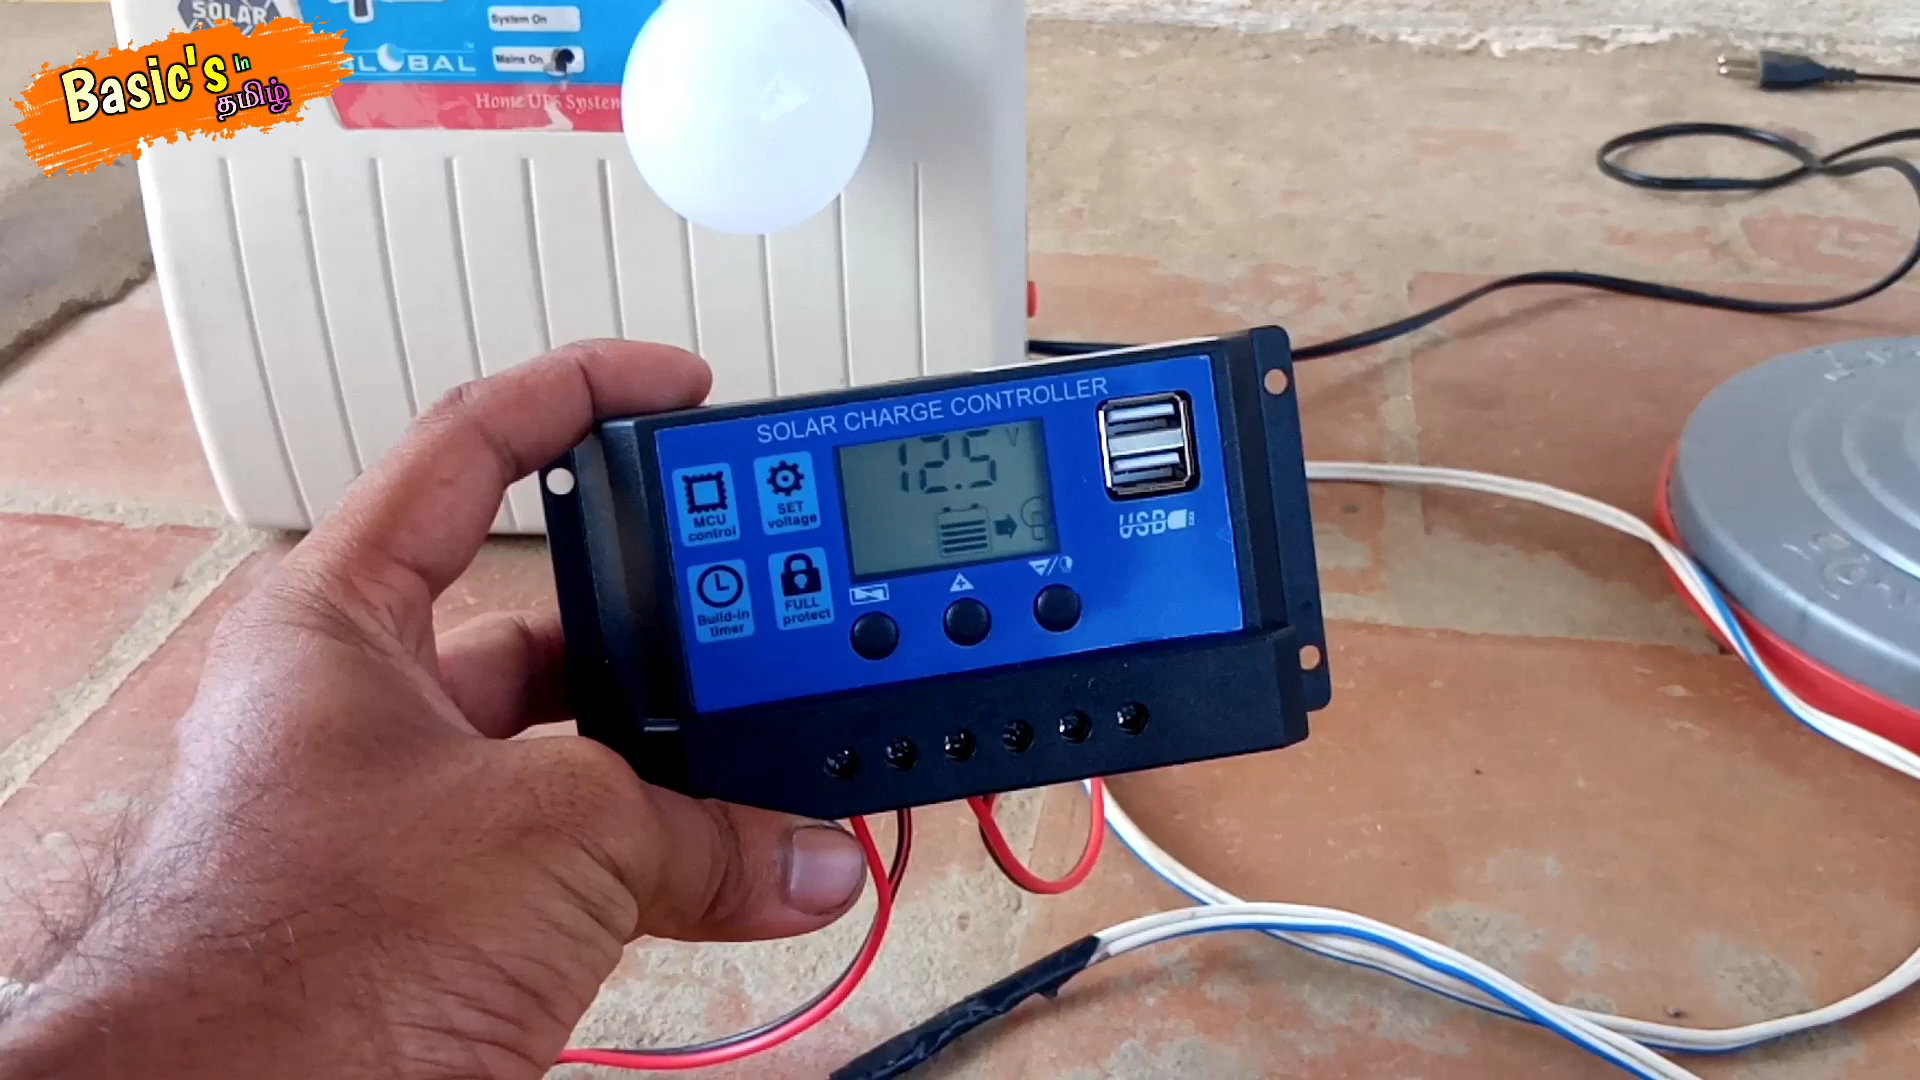 SOLAR
System On
GLOBAL
Mains On
Home UPS System
Basic's In
தமிழ்
SOLAR CHARGE CONTROLLER
12.5 V
MCU
control
SET
voltage
USB
Build-in
timer
FULL
protect